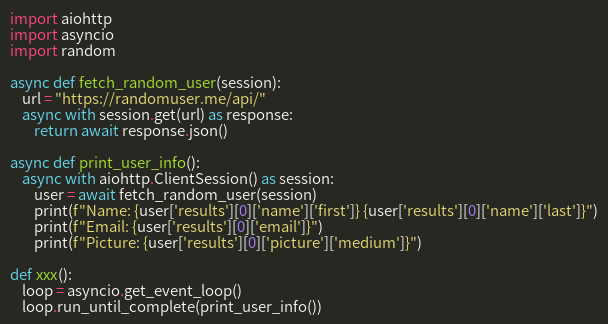 import aiohttp
import asyncio
import random

async def fetch_random_user(session):
    url = "https://randomuser.me/api/"
    async with session.get(url) as response:
        return await response.json()

async def print_user_info():
    async with aiohttp.ClientSession() as session:
        user = await fetch_random_user(session)
        print(f"Name: {user['results'][0]['name']['first']} {user['results'][0]['name']['last']}")
        print(f"Email: {user['results'][0]['email']}")
        print(f"Picture: {user['results'][0]['picture']['medium']}")

def xxx():
    loop = asyncio.get_event_loop()
    loop.run_until_complete(print_user_info())